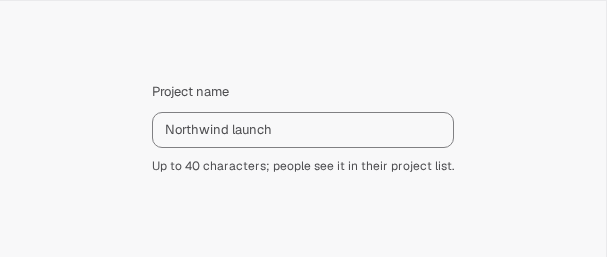 Project name
Northwind launch
Up to 40 characters; people see it in their project list.